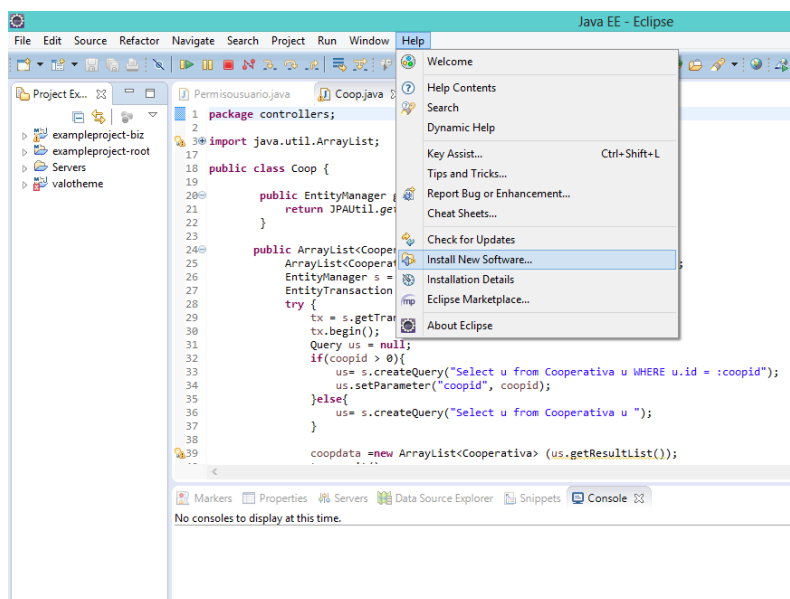 Java EE - Eclipse
File Edit Source Refactor Navigate Search Project Run Window Help
Welcome
Help Contents
Search
Dynamic Help
Key Assist... Ctrl+Shift+L
Tips and Tricks...
Report Bug or Enhancement...
Cheat Sheets...
Check for Updates
Install New Software...
Installation Details
Eclipse Marketplace...
About Eclipse
Project Ex...
exampleproject-biz
exampleproject-root
Servers
valotheme
Permisousuario.java Coop.java
1 package controllers;
2
3 import java.util.ArrayList;
17
18 public class Coop {
19
20 public EntityManager
21 return JPAUtil.
22 }
23
24 public ArrayList<Cooper
25 ArrayList<Cooperat
26 EntityManager s =
27 EntityTransaction
28 try {
29 tx = s.getTra
30 tx.begin();
31 Query us = null;
32 if(coopid > 0){
33 us= s.createQuery("Select u from Cooperativa u WHERE u.id = :coopid");
34 us.setParameter("coopid", coopid);
35 }else{
36 us= s.createQuery("Select u from Cooperativa u ");
37 }
38
39 coopdata =new ArrayList<Cooperativa> (us.getResultList());
Markers Properties Servers Data Source Explorer Snippets Console
No consoles to display at this time.